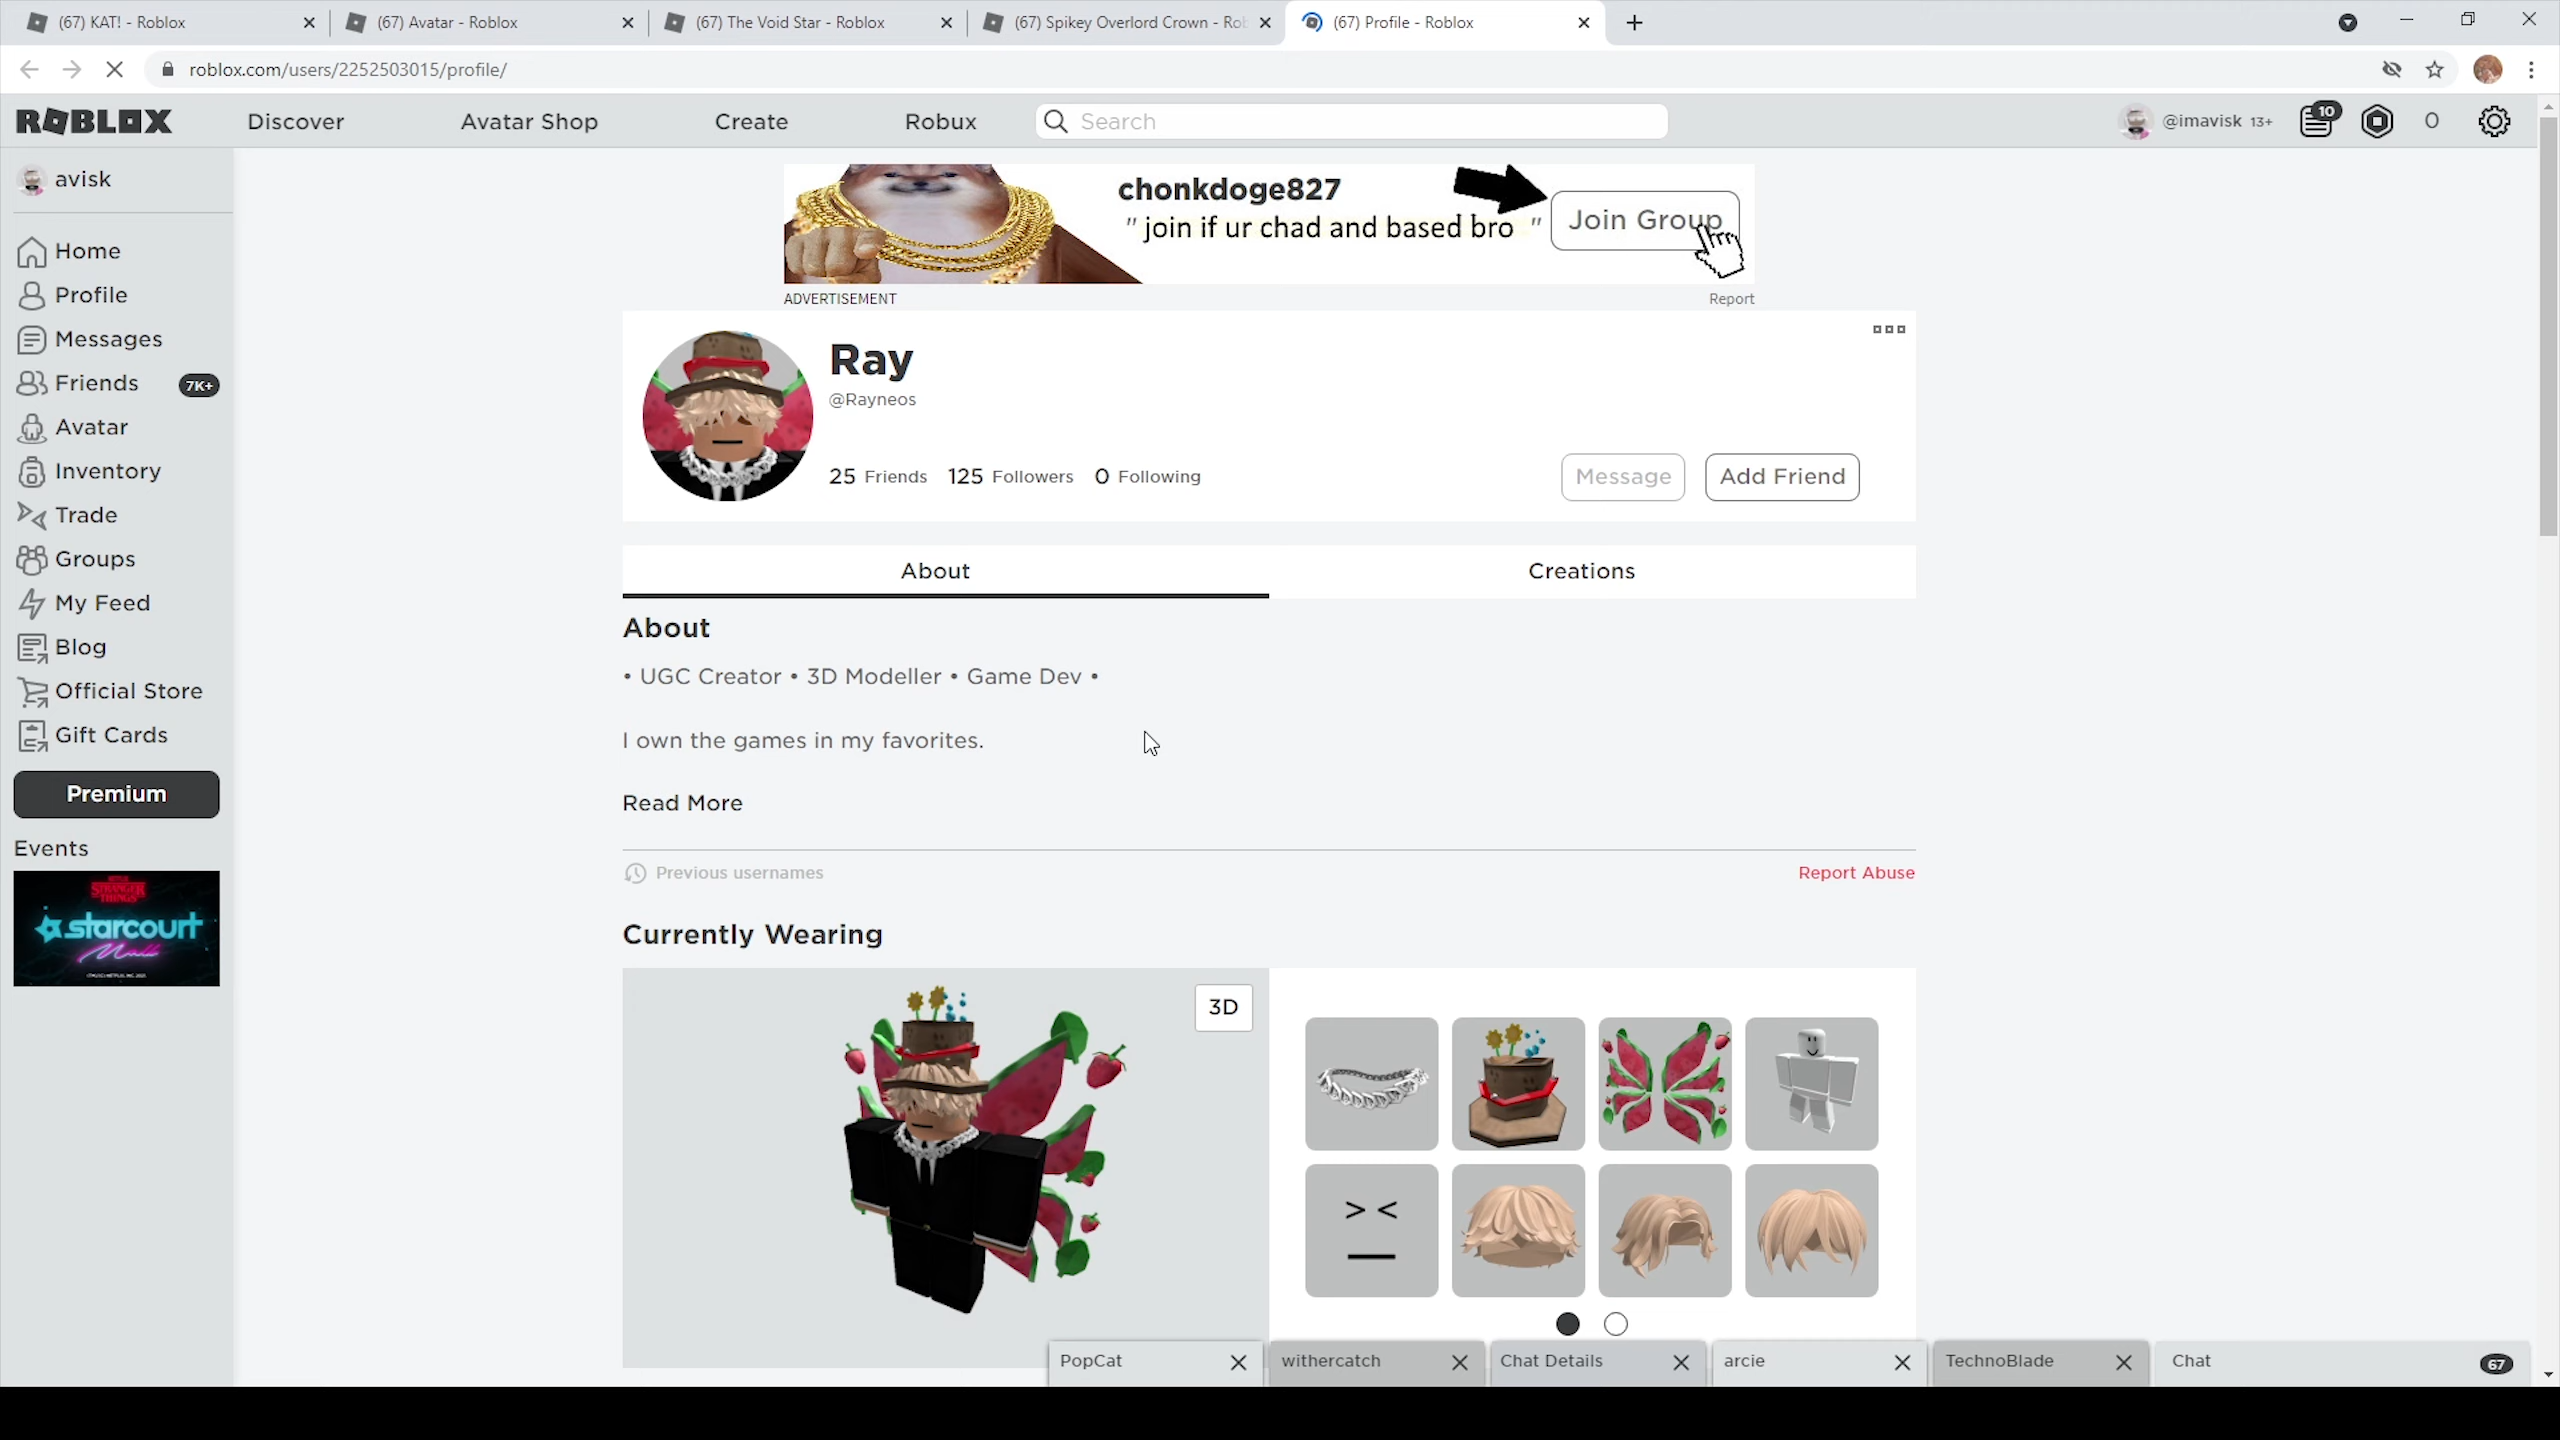 (67) KAT! - Roblox
(67) Avatar - Roblox
(67) The Void Star - Roblox
(67) Spikey Overlord Crown - Rob
(67) Profile - Roblox
roblox.com/users/2252503015/profile/
ROBLOX
Discover
Avatar Shop
Create
Robux
Search
@imavisk 13+
10
0
avisk
Home
Profile
Messages
Friends 7K+
Avatar
Inventory
Trade
Groups
My Feed
Blog
Official Store
Gift Cards
Premium
Events
STRANGER
THINGS
starcourt
chonkdoge827
" join if ur chad and based bro "
Join Group
ADVERTISEMENT
Report
Ray
@Rayneos
25 Friends 125 Followers 0 Following
Message
Add Friend
About
Creations
About
• UGC Creator • 3D Modeller • Game Dev •
I own the games in my favorites.
Read More
Previous usernames
Report Abuse
Currently Wearing
3D
PopCat
withercatch
Chat Details
arcie
TechnoBlade
Chat
67